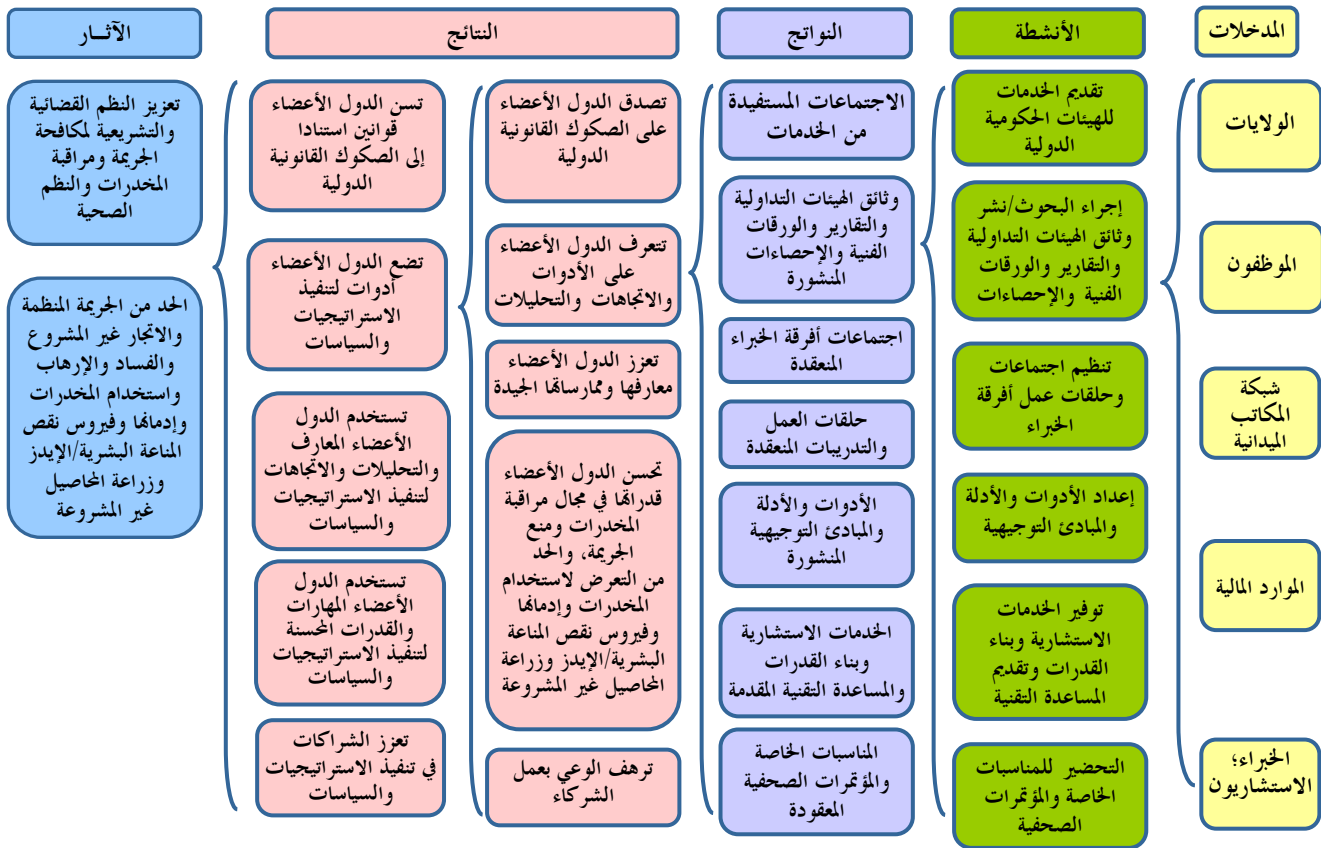 المدخلات
الأنشطة
النواتج
النتائج
الآثــار
الولايات
الموظفون
شبكة
المكاتب
الميدانية
الموارد المالية
الخبراء؛
الاستشاريون
تقديم الخدمات
للهيئات الحكومية
الدولية
إجراء البحوث/نشر
وثائق الهيئات التداولية
والتقارير والورقات
الفنية والإحصاءات
تنظيم اجتماعات
وحلقات عمل أفرقة
الخبراء
إعداد الأدوات والأدلة
والمبادئ التوجيهية
توفير الخدمات
الاستشارية وبناء
القدرات وتقديم
المساعدة التقنية
التحضير للمناسبات
الخاصة والمؤتمرات
الصحفية
الاجتماعات المستفيدة
من الخدمات
وثائق الهيئات التداولية
والتقارير والورقات
الفنية والإحصاءات
المنشورة
اجتماعات أفرقة الخبراء
المنعقدة
حلقات العمل
والتدريبات المنعقدة
الأدوات والأدلة
والمبادئ التوجيهية
المنشورة
الخدمات الاستشارية
وبناء القدرات
والمساعدة التقنية المقدمة
المناسبات الخاصة
والمؤتمرات الصحفية
المعقودة
تصدق الدول الأعضاء
على الصكوك القانونية
الدولية
تتعرف الدول الأعضاء
على الأدوات
والاتجاهات والتحليلات
تعزز الدول الأعضاء
معارفها وممارساتها الجيدة
تحسن الدول الأعضاء
قدراتها في مجال مراقبة
المخدرات ومنع
الجريمة، والحد
من التعرض لاستخدام
المخدرات وإدمانها
وفيروس نقص المناعة
البشرية/الإيدز وزراعة
المحاصيل غير المشروعة
ترهف الوعي بعمل
الشركاء
تسن الدول الأعضاء
قوانين استنادا
إلى الصكوك القانونية
الدولية
تضع الدول الأعضاء
أدوات لتنفيذ
الاستراتيجيات
والسياسات
تستخدم الدول
الأعضاء المعارف
والتحليلات والاتجاهات
لتنفيذ الاستراتيجيات
والسياسات
تستخدم الدول
الأعضاء المهارات
والقدرات المحسنة
لتنفيذ الاستراتيجيات
والسياسات
تعزز الشراكات
في تنفيذ الاستراتيجيات
والسياسات
تعزيز النظم القضائية
والتشريعية لمكافحة
الجريمة ومراقبة
المخدرات والنظم
الصحية
الحد من الجريمة المنظمة
والاتجار غير المشروع
والفساد والإرهاب
واستخدام المخدرات
وإدمانها وفيروس نقص
المناعة البشرية/الإيدز
وزراعة المحاصيل
غير المشروعة